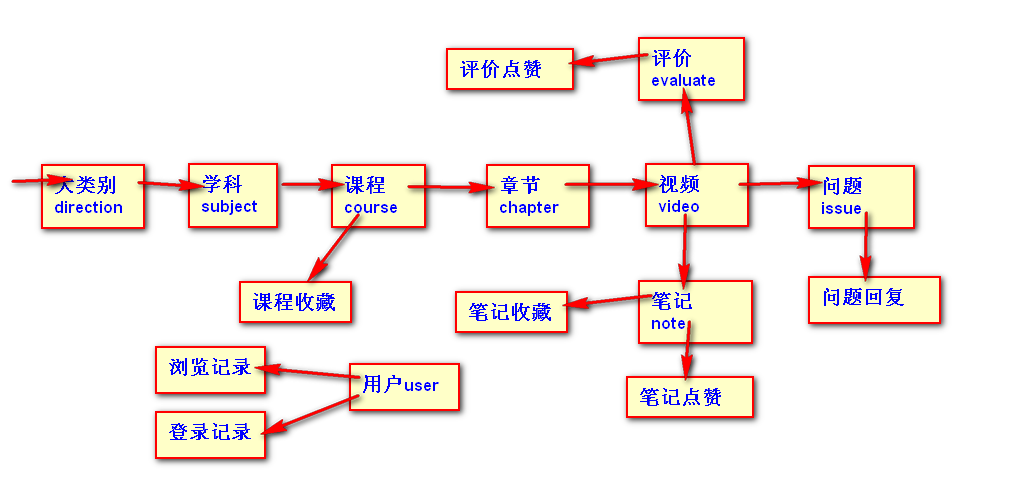 评价点赞
评价
evaluate
大类别
direction
学科
subject
课程
course
章节
chapter
视频
video
问题
issue
课程收藏
笔记收藏
笔记
note
问题回复
浏览记录
用户user
笔记点赞
登录记录